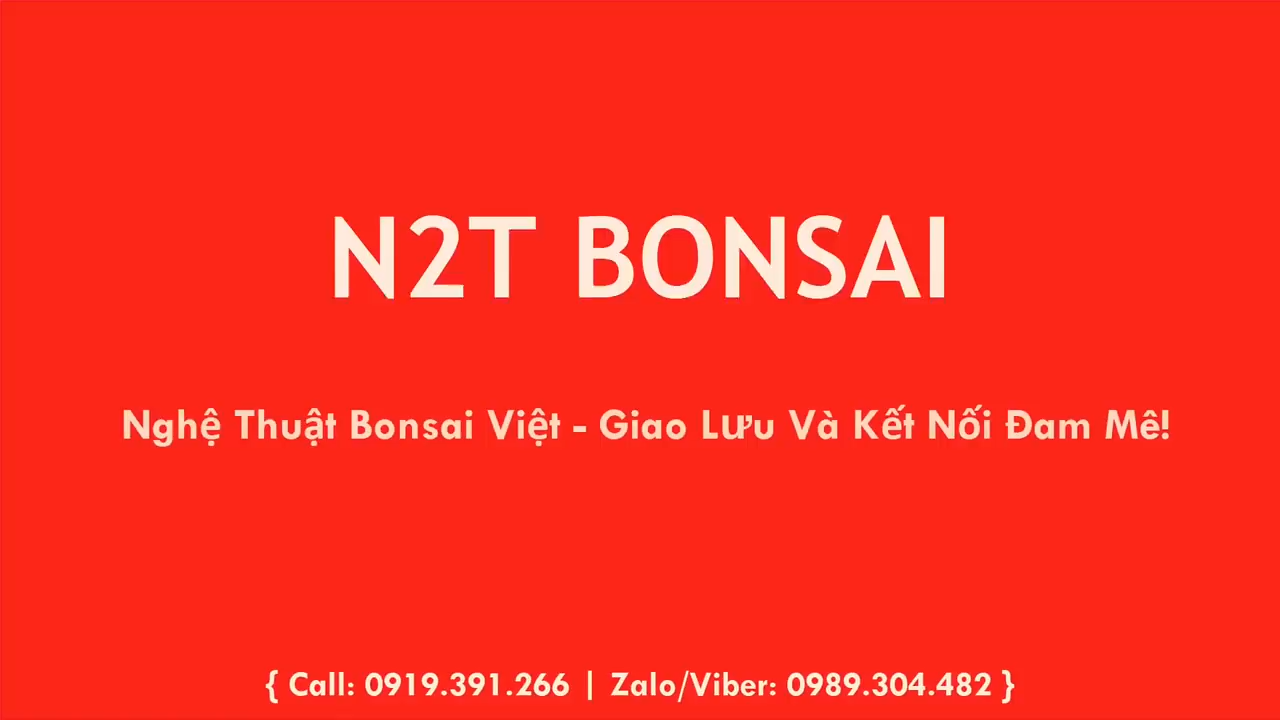 N2T BONSAI
Nghệ Thuật Bonsai Việt - Giao Lưu Và Kết Nối Đam Mê!
{ Call: 0919.391.266 | Zalo/Viber: 0989.304.482 }